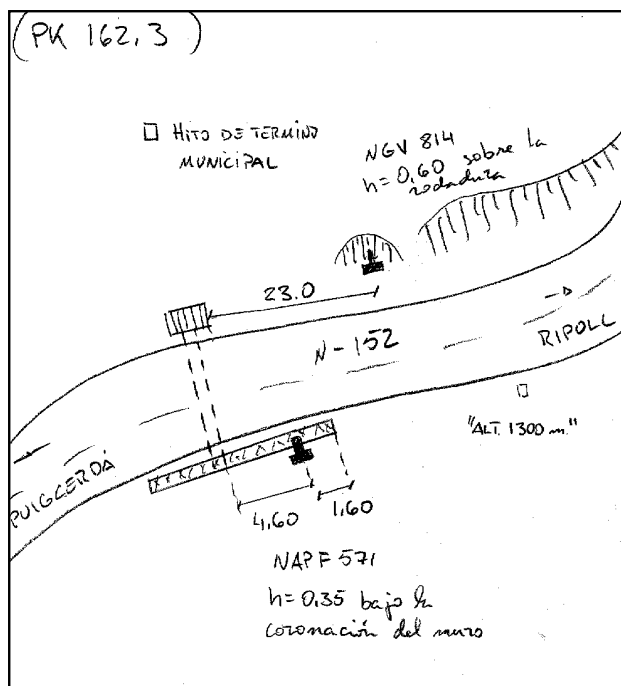 (PK 162,3)
HITO DE TERMINO
MUNICIPAL
NGV 814
h=0,60 sobre la
rodadura
23.0
N-152
RIPOLL
"ALT. 1300 m."
PUIGCERDÁ
4,60
1,60
NAPF 571
h=0,35 bajo la
coronación del muro